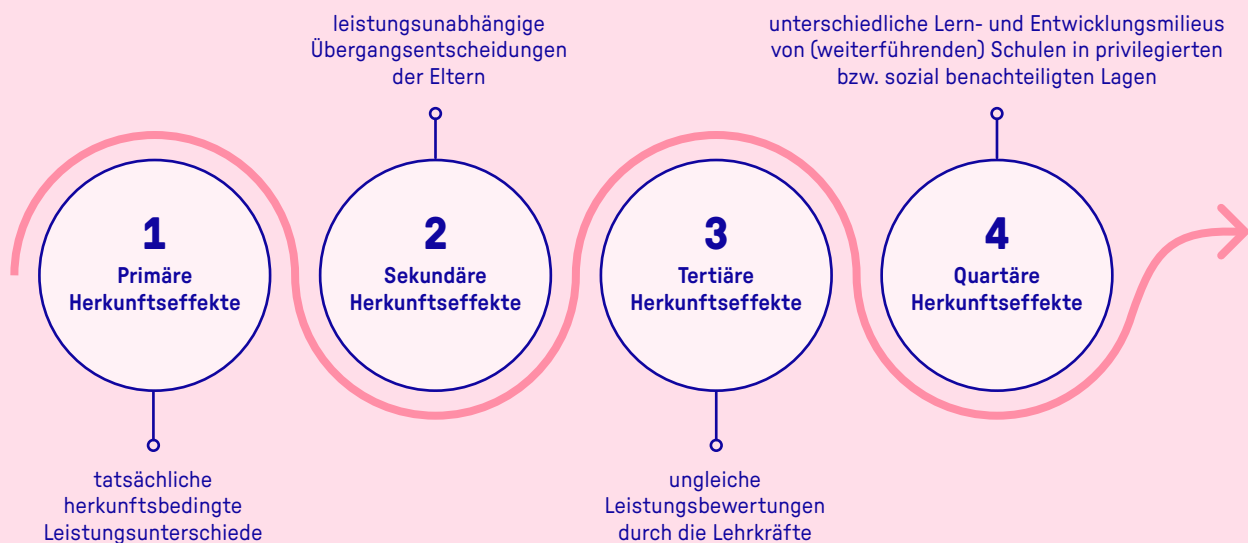 leistungsunabhängige
Übergangsentscheidungen
der Eltern
unterschiedliche Lern- und Entwicklungsmilieus
von (weiterführenden) Schulen in privilegierten
bzw. sozial benachteiligten Lagen
1
Primäre
Herkunftseffekte
2
Sekundäre
Herkunftseffekte
3
Tertiäre
Herkunftseffekte
4
Quartäre
Herkunftseffekte
tatsächliche
herkunftsbedingte
Leistungsunterschiede
ungleiche
Leistungsbewertungen
durch die Lehrkräfte